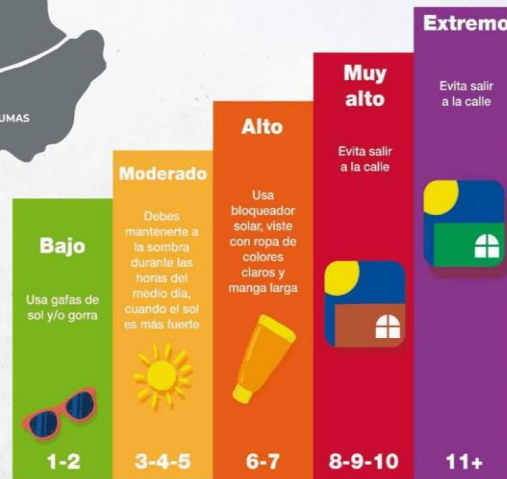 UMAS
Bajo
Usa gafas de
sol y/o gorra
1-2
Moderado
Debes
mantenerte a
la sombra
durante las
horas del
medio día,
cuando el sol
es más fuerte
3-4-5
Alto
Usa
bloqueador
solar, viste
con ropa de
colores
claros y
manga larga
6-7
Muy
alto
Evita salir
a la calle
8-9-10
Extremo
Evita salir
a la calle
11+